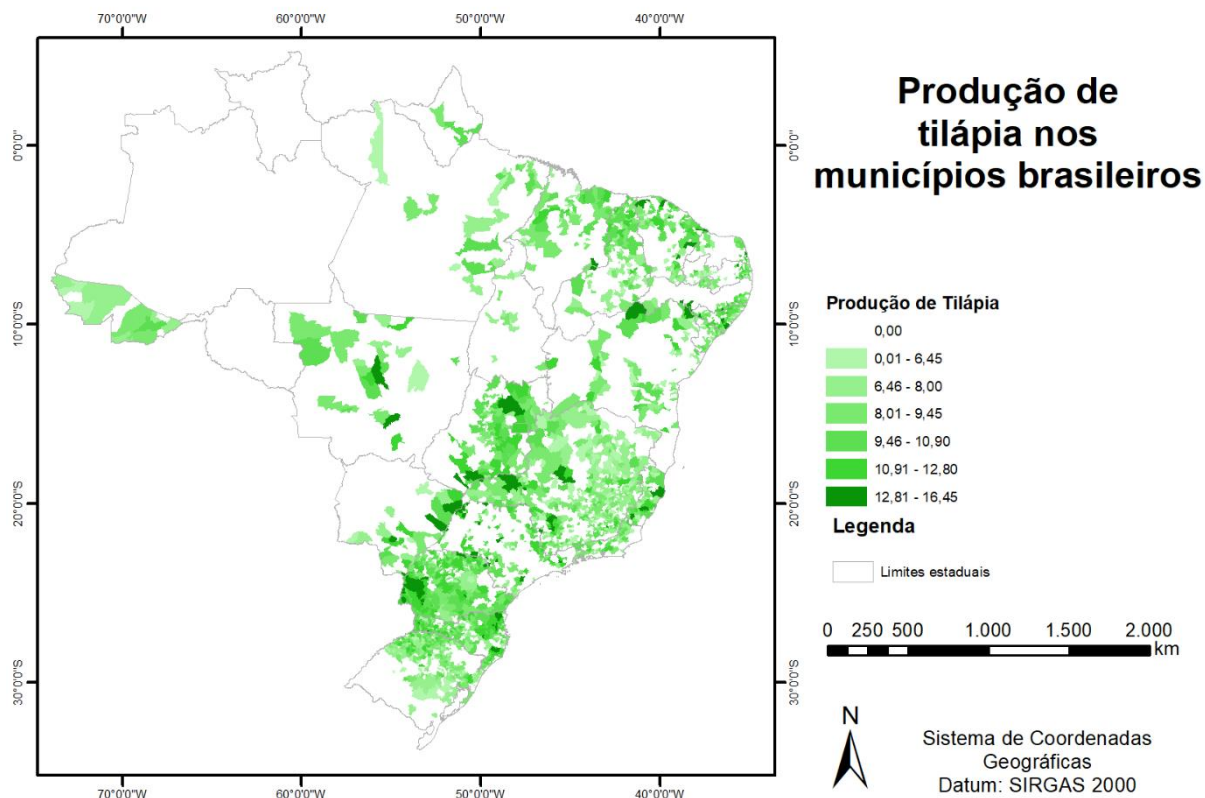 70°0'0"W 60°0'0"W 50°0'0"W 40°0'0"W
0°0'0"
10°0'0"S
20°0'0"S
30°0'0"S
0°0'0"
10°0'0"S
20°0'0"S
30°0'0"S
70°0'0"W 60°0'0"W 50°0'0"W 40°0'0"W
Produção de
tilápia nos
municípios brasileiros
Produção de Tilápia
0,00
0,01 - 6,45
6,46 - 8,00
8,01 - 9,45
9,46 - 10,90
10,91 - 12,80
12,81 - 16,45
Legenda
Limites estaduais
0 250 500 1.000 1.500 2.000
km
N
Sistema de Coordenadas
Geográficas
Datum: SIRGAS 2000